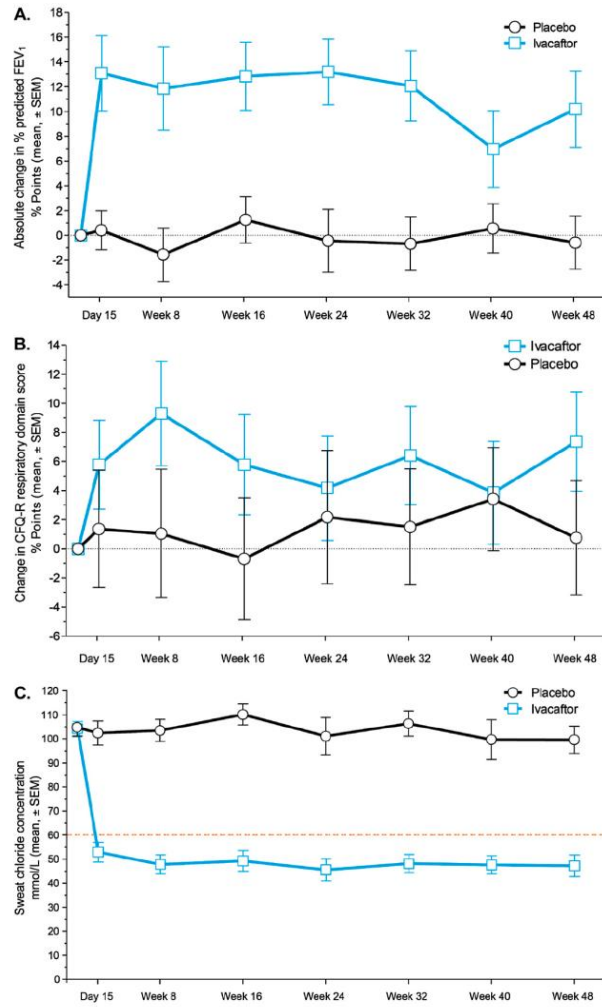 A.
Placebo
Ivacaftor
Absolute change in % predicted FEV₁
% Points (mean, ± SEM)
18
16
14
12
10
8
6
4
2
0
-2
-4
Day 15 Week 8 Week 16 Week 24 Week 32 Week 40 Week 48
B.
Ivacaftor
Placebo
Change in CFQ-R respiratory domain score
% Points (mean, ± SEM)
14
12
10
8
6
4
2
0
-2
-4
-6
Day 15 Week 8 Week 16 Week 24 Week 32 Week 40 Week 48
C.
Placebo
Ivacaftor
Sweat chloride concentration
mmol/L (mean, ± SEM)
120
110
100
90
80
70
60
50
40
30
20
10
0
Day 15 Week 8 Week 16 Week 24 Week 32 Week 40 Week 48